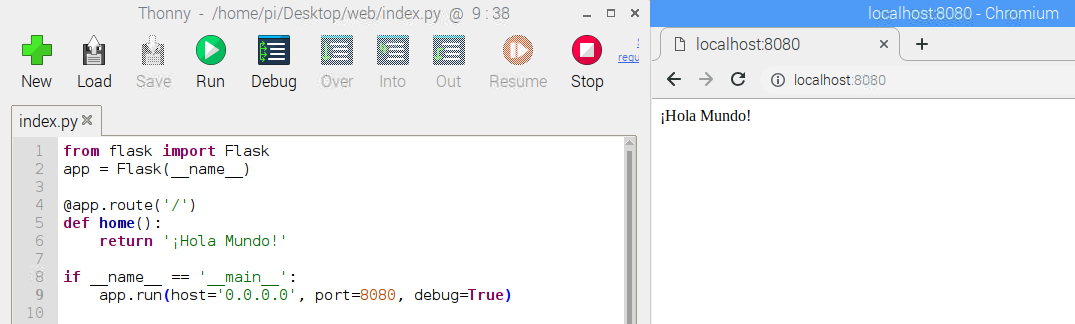 Thonny - /home/pi/Desktop/web/index.py @ 9:38
New Load Save Run Debug Over Into Out Resume Stop
index.py
1 from flask import Flask
2 app = Flask(__name__)
3
4 @app.route('/')
5 def home():
6     return '¡Hola Mundo!'
7
8 if __name__ == '__main__':
9     app.run(host='0.0.0.0', port=8080, debug=True)
10
localhost:8080 - Chromium
localhost:8080
localhost:8080
¡Hola Mundo!